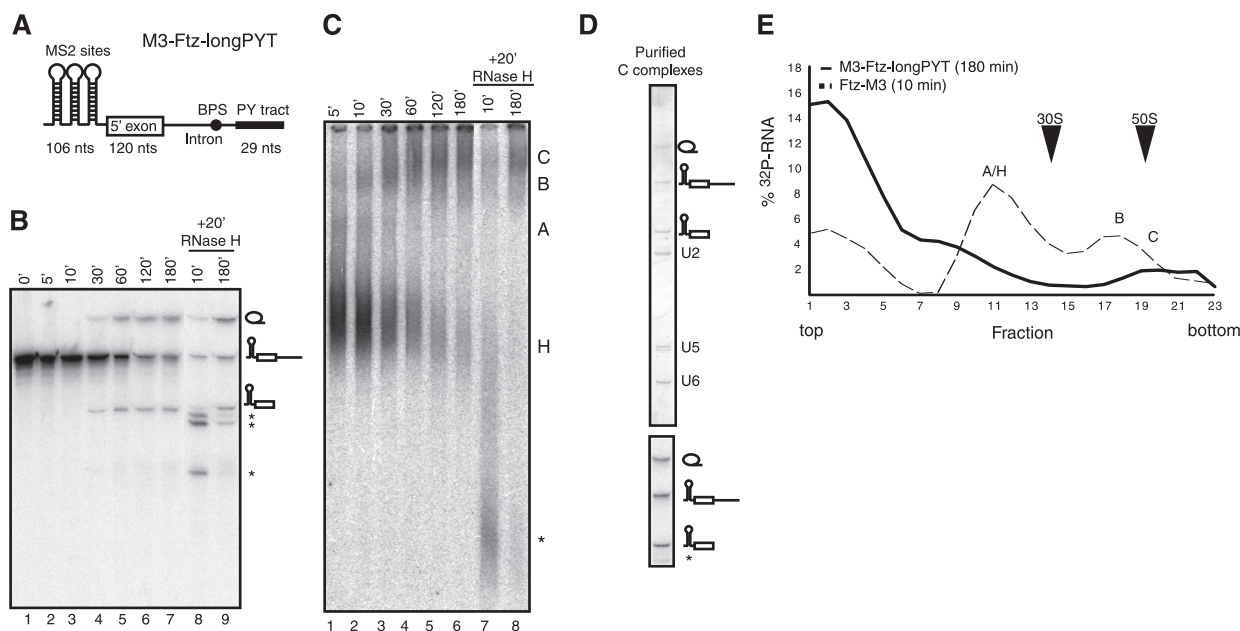 A
MS2 sites
M3-Ftz-longPYT
BPS
PY tract
5' exon
Intron
106 nts
120 nts
29 nts
B
+20'
RNase H
0'
5'
10'
30'
60'
120'
180'
10'
180'
*
*
*
1 2 3 4 5 6 7 8 9
C
+20'
RNase H
5'
10'
30'
60'
120'
180'
10'
180'
C
B
A
H
*
1 2 3 4 5 6 7 8
D
Purified
C complexes
U2
U5
U6
*
E
M3-Ftz-longPYT (180 min)
Ftz-M3 (10 min)
% 32P-RNA
18
16
14
12
10
8
6
4
2
30S
50S
A/H
B
C
1 3 5 7 9 11 13 15 17 19 21 23
top
Fraction
bottom